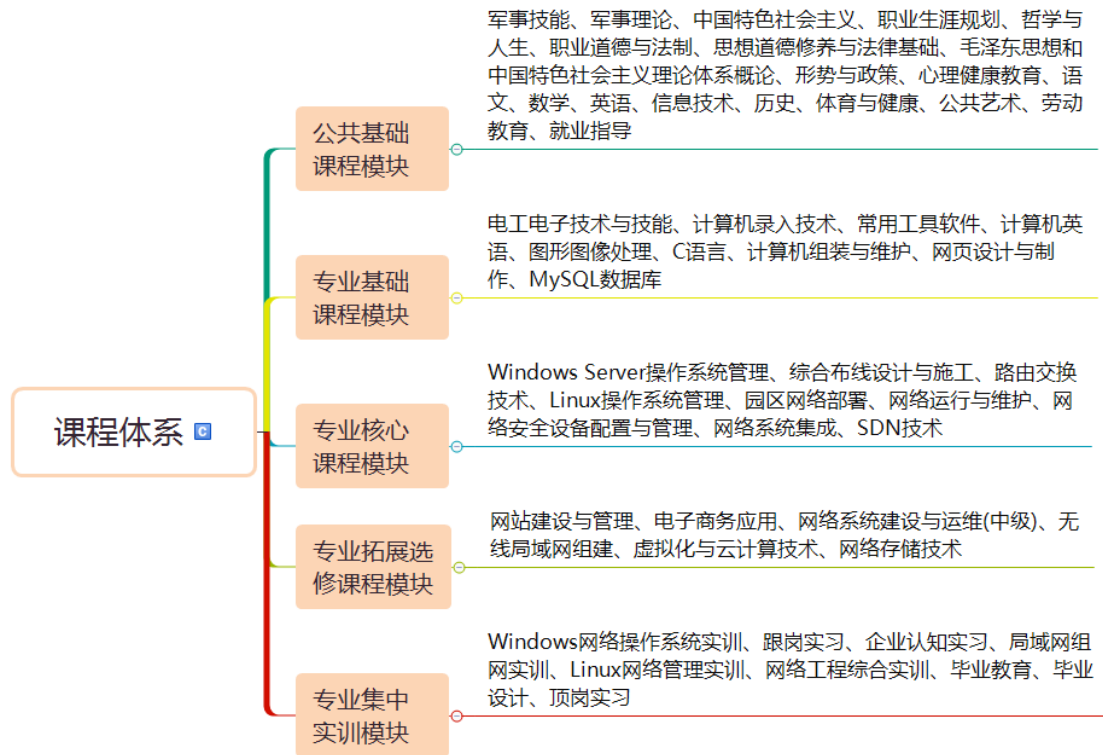 军事技能、军事理论、中国特色社会主义、职业生涯规划、哲学与
人生、职业道德与法制、思想道德修养与法律基础、毛泽东思想和
中国特色社会主义理论体系概论、形势与政策、心理健康教育、语
文、数学、英语、信息技术、历史、体育与健康、公共艺术、劳动
教育、就业指导
公共基础
课程模块
电工电子技术与技能、计算机录入技术、常用工具软件、计算机英
语、图形图像处理、C语言、计算机组装与维护、网页设计与制
作、MySQL数据库
专业基础
课程模块
Windows Server操作系统管理、综合布线设计与施工、路由交换
技术、Linux操作系统管理、园区网络部署、网络运行与维护、网
络安全设备配置与管理、网络系统集成、SDN技术
课程体系 C
专业核心
课程模块
网站建设与管理、电子商务应用、网络系统建设与运维(中级)、无
线局域网组建、虚拟化与云计算技术、网络存储技术
专业拓展选
修课程模块
Windows网络操作系统实训、跟岗实习、企业认知实习、局域网组
网实训、Linux网络管理实训、网络工程综合实训、毕业教育、毕业
设计、顶岗实习
专业集中
实训模块